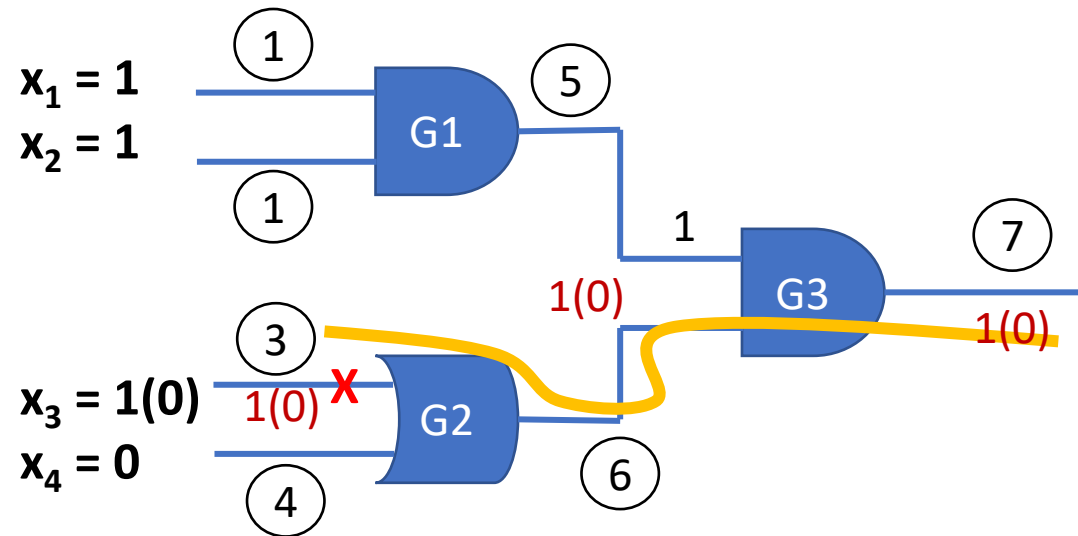 x₁ = 1
x₂ = 1
1
1
G1
5
1
G3
7
1(0)
1(0)
3
x₃ = 1(0)
1(0)
X
G2
x₄ = 0
4
6